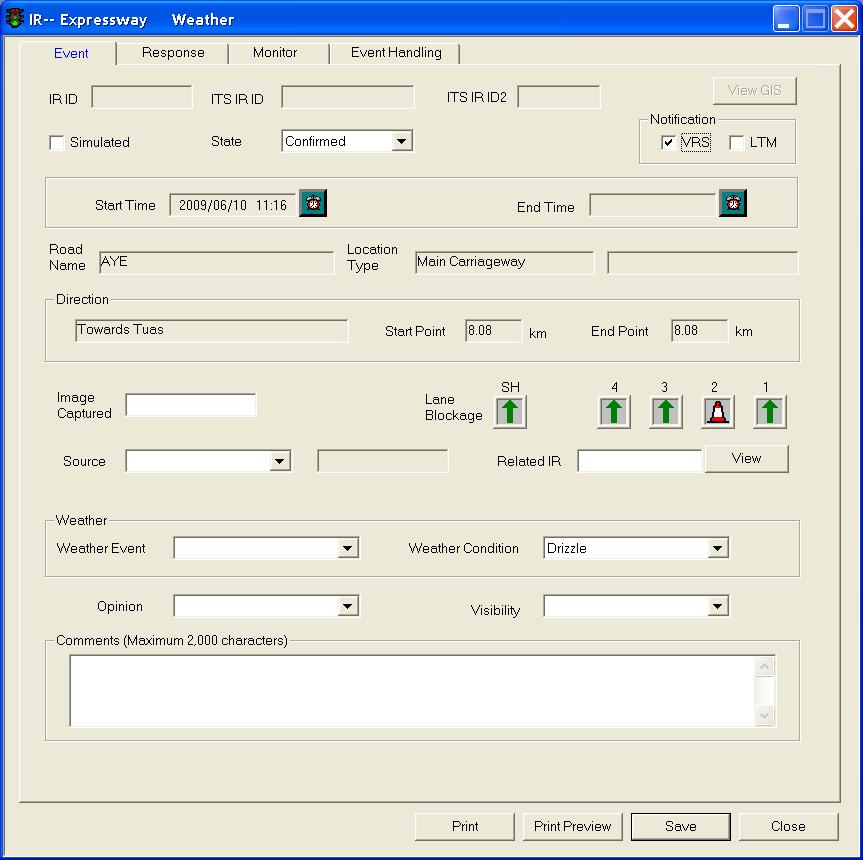 IR-- Expressway Weather
Event Response Monitor Event Handling
IR ID ITS IR ID ITS IR ID2 View GIS
Notification
Simulated State Confirmed VRS LTM
Start Time 2009/06/10 11:16 End Time
Road Name AYE Location Type Main Carriageway
Direction
Towards Tuas Start Point 8.08 km End Point 8.08 km
SH 4 3 2 1
Image Captured Lane Blockage
Source Related IR View
Weather
Weather Event Weather Condition Drizzle
Opinion Visibility
Comments (Maximum 2,000 characters)
Print Print Preview Save Close